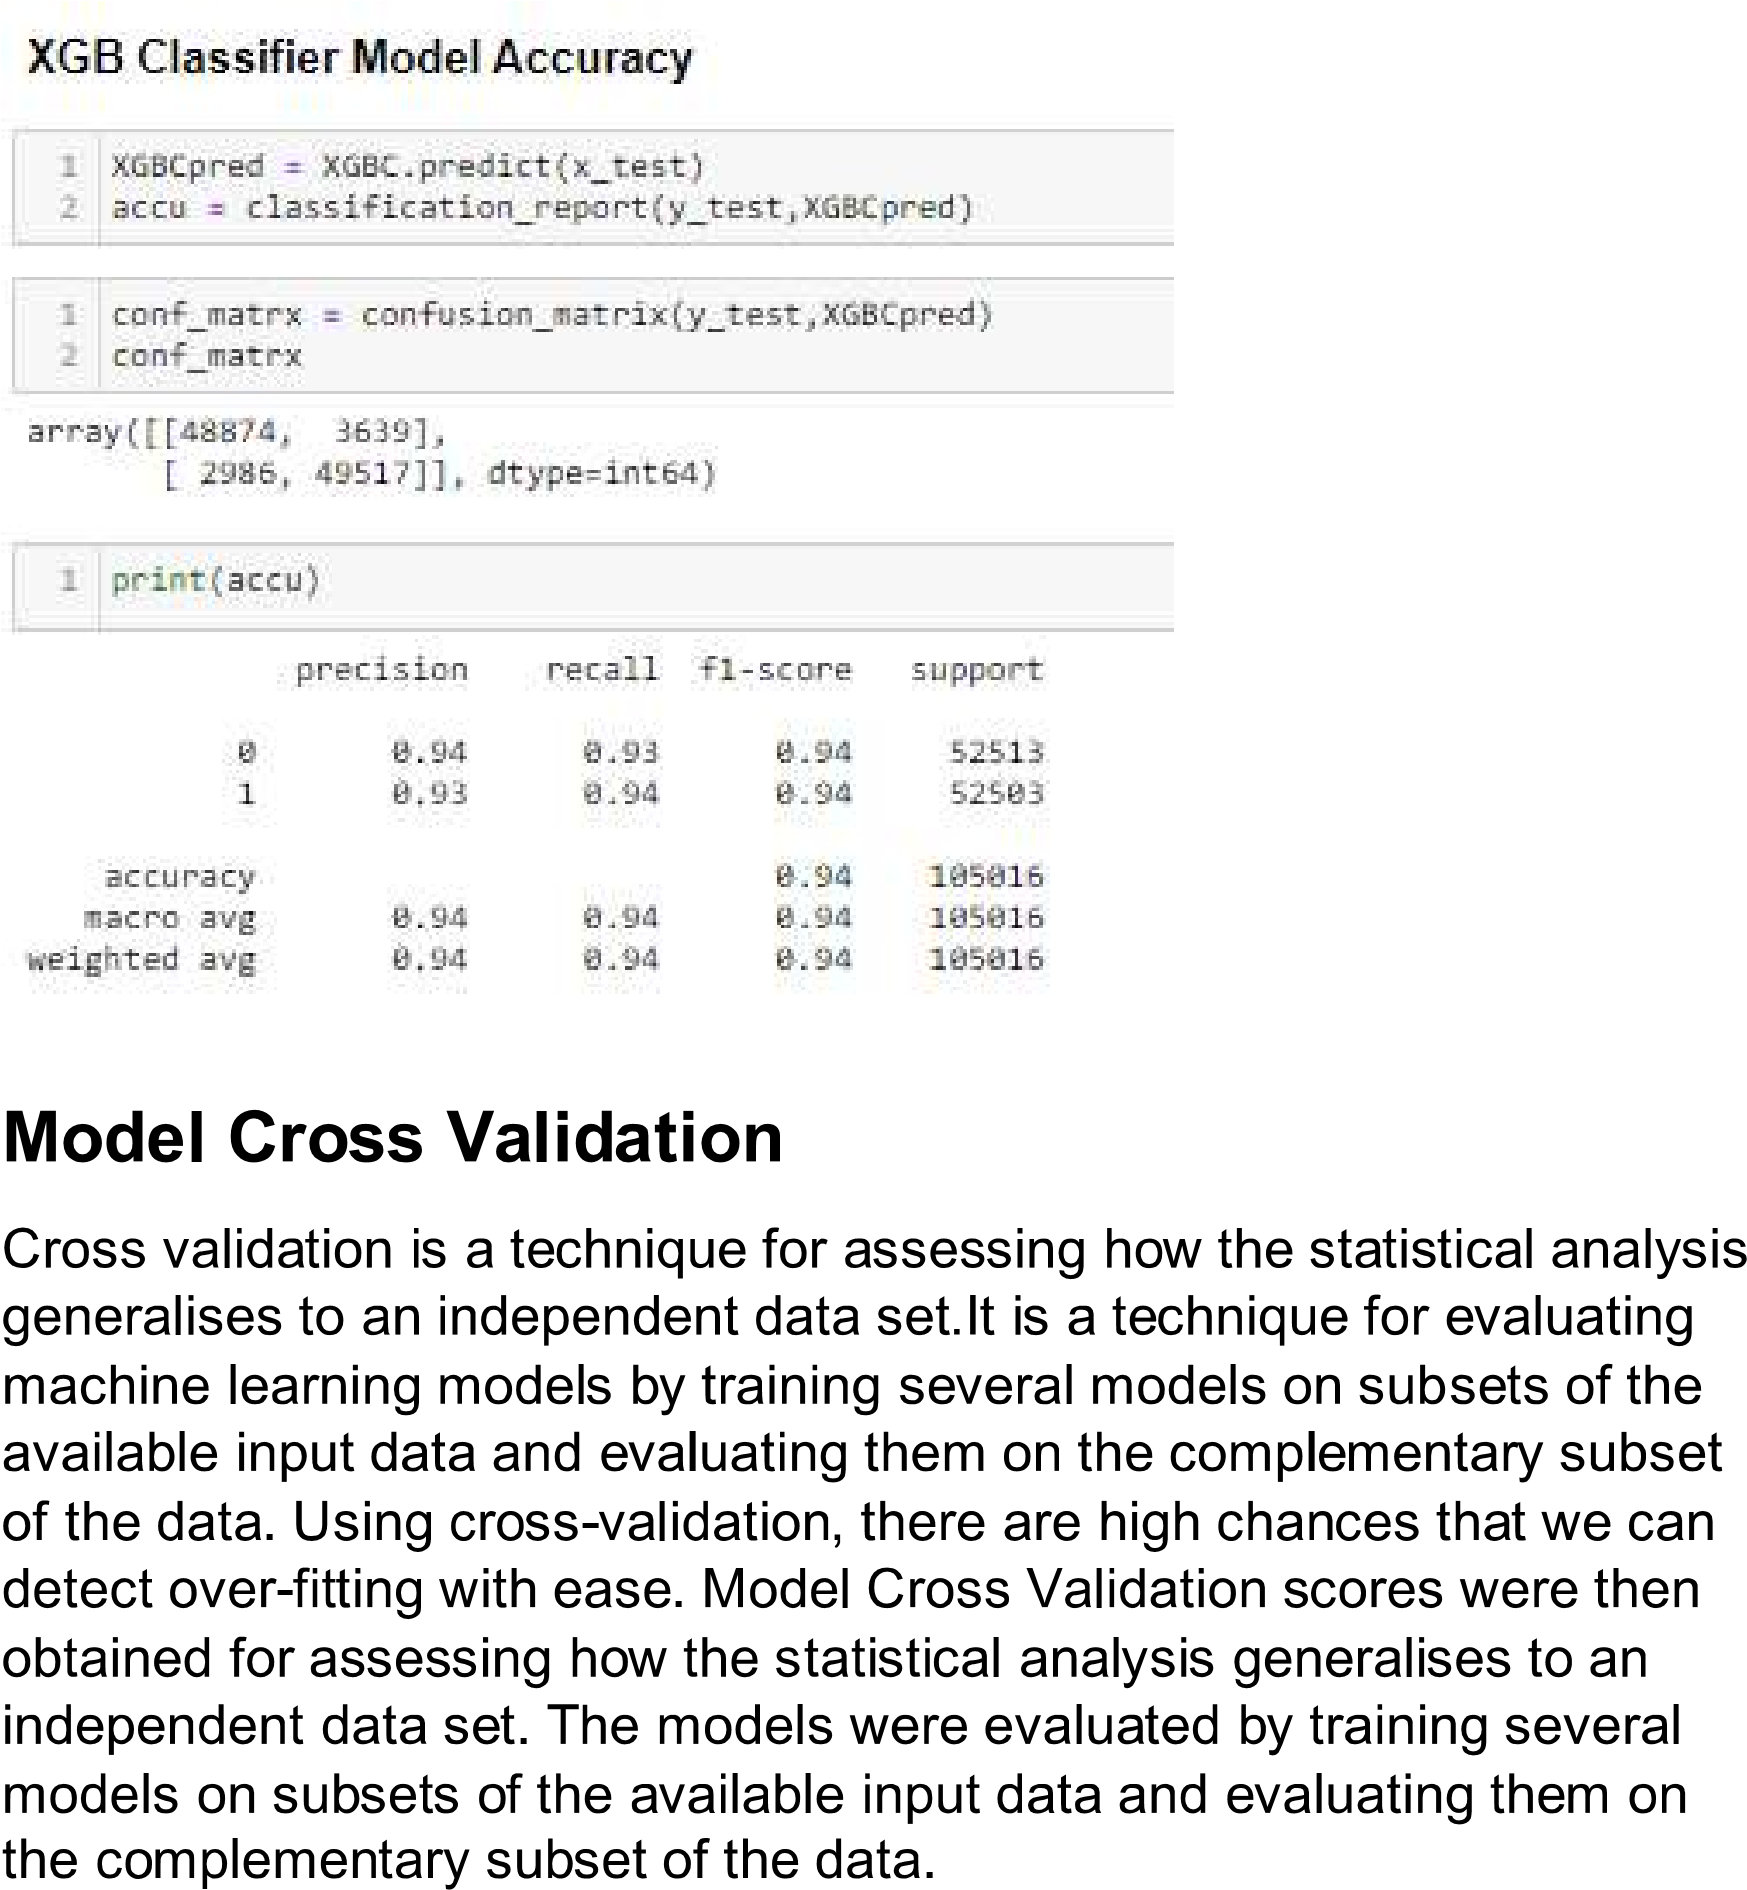 XGB Classifier Model Accuracy
1 XGBCpred = XGBC.predict(x_test)
2 accu = classification_report(y_test,XGBCpred)
1 conf_matrx = confusion_matrix(y_test,XGBCpred)
2 conf_matrx
array([[48874, 3639],
[ 2986, 49517]], dtype=int64)
1 print(accu)
precision recall f1-score support
0 0.94 0.93 0.94 52513
1 0.93 0.94 0.94 52503
accuracy 0.94 105016
macro avg 0.94 0.94 0.94 105016
weighted avg 0.94 0.94 0.94 105016
Model Cross Validation
Cross validation is a technique for assessing how the statistical analysis
generalises to an independent data set.It is a technique for evaluating
machine learning models by training several models on subsets of the
available input data and evaluating them on the complementary subset
of the data. Using cross-validation, there are high chances that we can
detect over-fitting with ease. Model Cross Validation scores were then
obtained for assessing how the statistical analysis generalises to an
independent data set. The models were evaluated by training several
models on subsets of the available input data and evaluating them on
the complementary subset of the data.